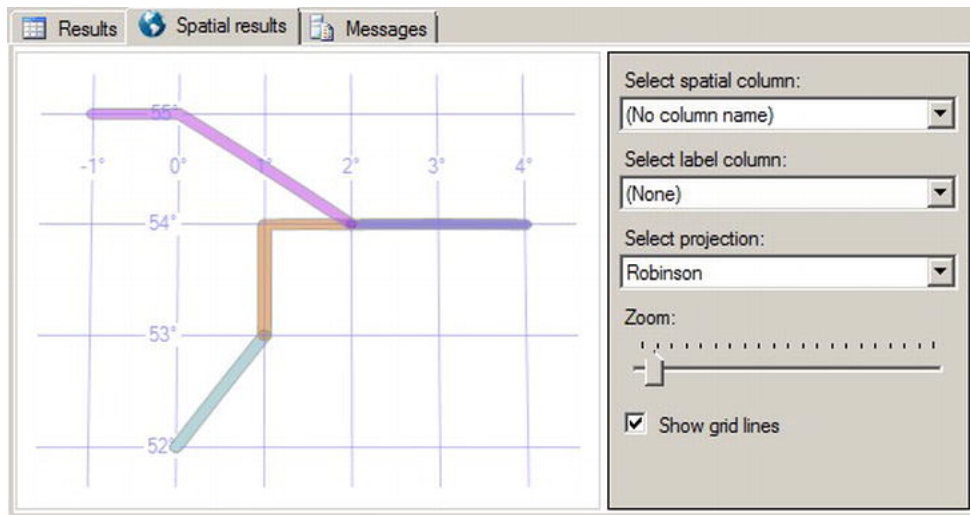 Results
Spatial results
Messages
55°
-1° 0° 1° 2° 3° 4°
54°
53°
52°
Select spatial column:
(No column name)
Select label column:
(None)
Select projection:
Robinson
Zoom:
Show grid lines